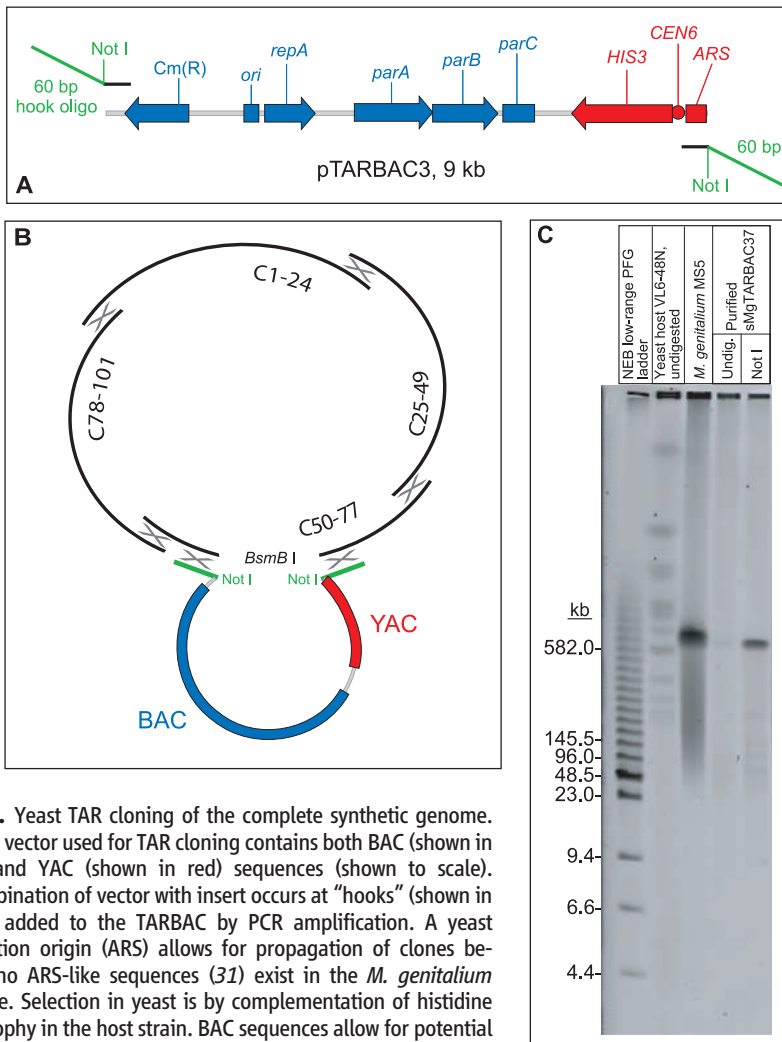 Not I
60 bp
hook oligo
Cm(R)
ori
repA
parA
parB
parC
HIS3
CEN6
ARS
60 bp
Not I
pTARBAC3, 9 kb
A
B
C1-24
C25-49
C50-77
C78-101
BsmB I
Not I
Not I
YAC
BAC
C
NEB low-range PFG
ladder
Yeast host VL6-48N,
undigested
M. genitalium MS5
Undig.
Purified
sMgTARBAC37
Not I
kb
582.0
145.5
96.0
48.5
23.0
9.4
6.6
4.4
. Yeast TAR cloning of the complete synthetic genome.
vector used for TAR cloning contains both BAC (shown in
and YAC (shown in red) sequences (shown to scale).
bination of vector with insert occurs at “hooks” (shown in
added to the TARBAC by PCR amplification. A yeast
tion origin (ARS) allows for propagation of clones be-
no ARS-like sequences (31) exist in the M. genitalium
e. Selection in yeast is by complementation of histidine
ophy in the host strain. BAC sequences allow for potential